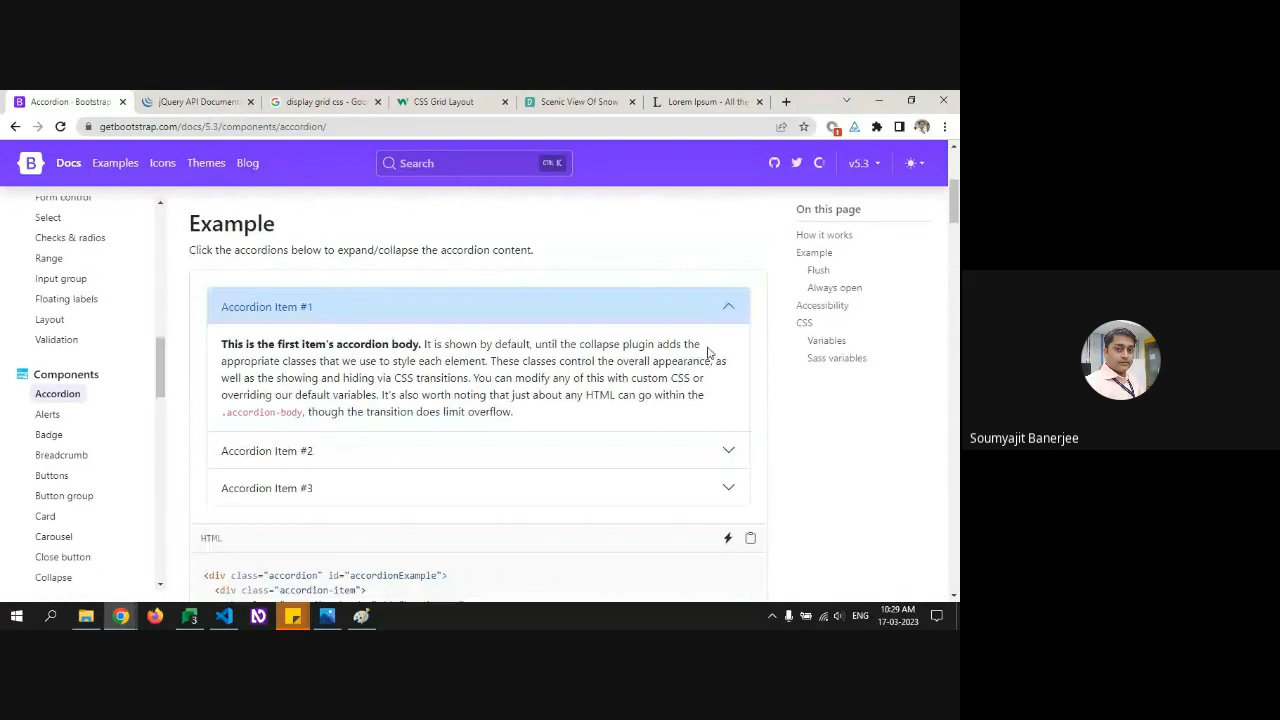 Accordion · Bootstrap
jQuery API Document
display grid css - Goo
CSS Grid Layout
Scenic View Of Snow
Lorem Ipsum - All the
getbootstrap.com/docs/5.3/components/accordion/
B Docs Examples Icons Themes Blog
Search CTRL K
v5.3
Form control
Select
Checks & radios
Range
Input group
Floating labels
Layout
Validation
Components
Accordion
Alerts
Badge
Breadcrumb
Buttons
Button group
Card
Carousel
Close button
Collapse
Example
Click the accordions below to expand/collapse the accordion content.
Accordion Item #1
This is the first item's accordion body. It is shown by default, until the collapse plugin adds the
appropriate classes that we use to style each element. These classes control the overall appearance, as
well as the showing and hiding via CSS transitions. You can modify any of this with custom CSS or
overriding our default variables. It's also worth noting that just about any HTML can go within the
.accordion-body, though the transition does limit overflow.
Accordion Item #2
Accordion Item #3
HTML
<div class="accordion" id="accordionExample">
<div class="accordion-item">
On this page
How it works
Example
Flush
Always open
Accessibility
CSS
Variables
Sass variables
ENG
10:29 AM
17-03-2023
Soumyajit Banerjee